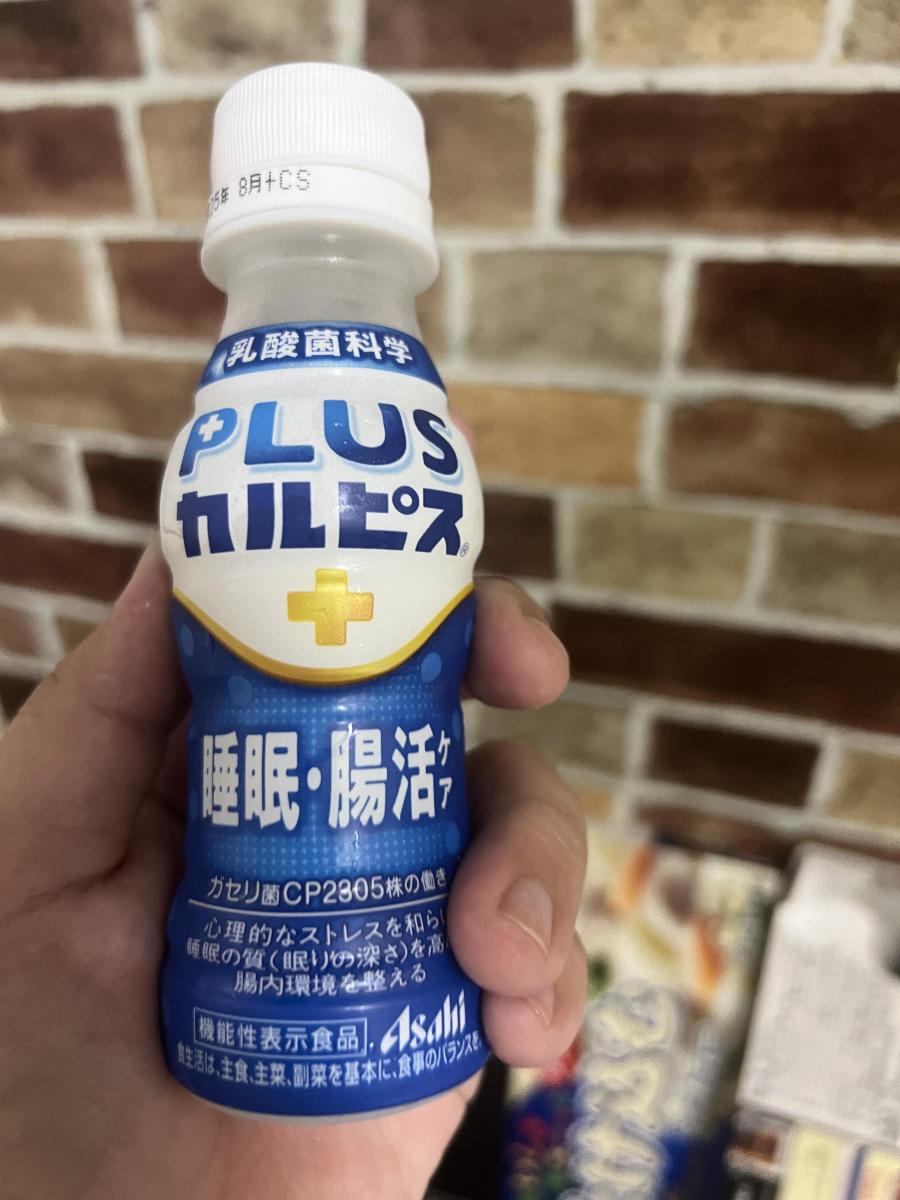 25年 8月+CS
乳酸菌科学
PLUS
カルピス®
睡眠・腸活ケア
ガセリ菌CP2305株の働き
心理的なストレスを和ら
睡眠の質(眠りの深さ)を高
腸内環境を整える
機能性表示食品 Asahi
食生活は、主食、主菜、副菜を基本に、食事のバランスを